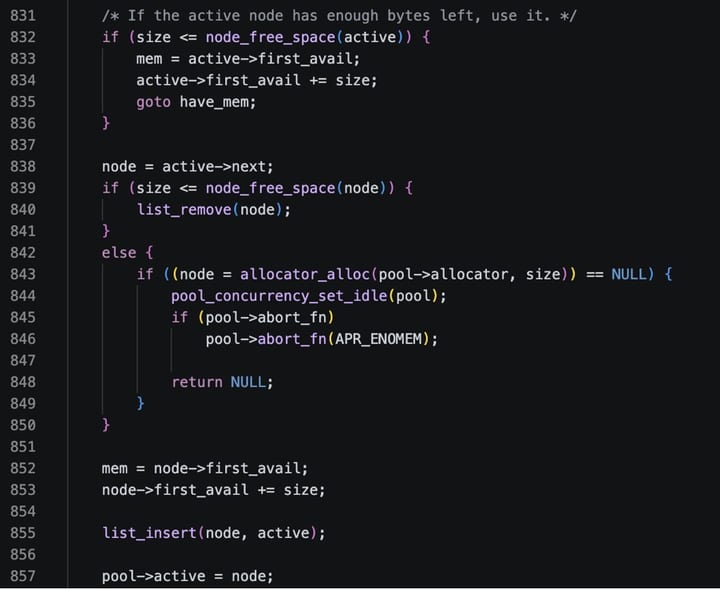 831 /* If the active node has enough bytes left, use it. */
832 if (size <= node_free_space(active)) {
833 mem = active->first_avail;
834 active->first_avail += size;
835 goto have_mem;
836 }
837
838 node = active->next;
839 if (size <= node_free_space(node)) {
840 list_remove(node);
841 }
842 else {
843 if ((node = allocator_alloc(pool->allocator, size)) == NULL) {
844 pool_concurrency_set_idle(pool);
845 if (pool->abort_fn)
846 pool->abort_fn(APR_ENOMEM);
847
848 return NULL;
849 }
850 }
851
852 mem = node->first_avail;
853 node->first_avail += size;
854
855 list_insert(node, active);
856
857 pool->active = node;